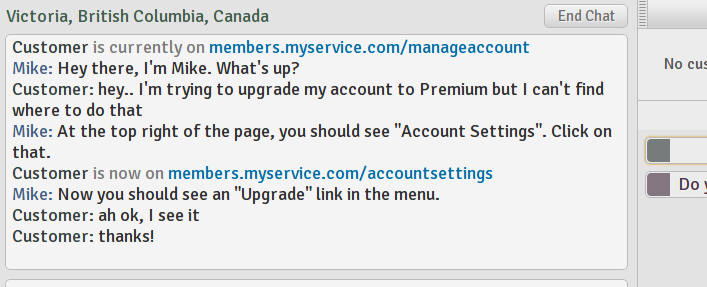 Victoria, British Columbia, Canada
End Chat
Customer is currently on members.myservice.com/manageaccount
Mike: Hey there, I'm Mike. What's up?
Customer: hey.. I'm trying to upgrade my account to Premium but I can't find
where to do that
Mike: At the top right of the page, you should see "Account Settings". Click on
that.
Customer is now on members.myservice.com/accountsettings
Mike: Now you should see an "Upgrade" link in the menu.
Customer: ah ok, I see it
Customer: thanks!
No cus
Do y